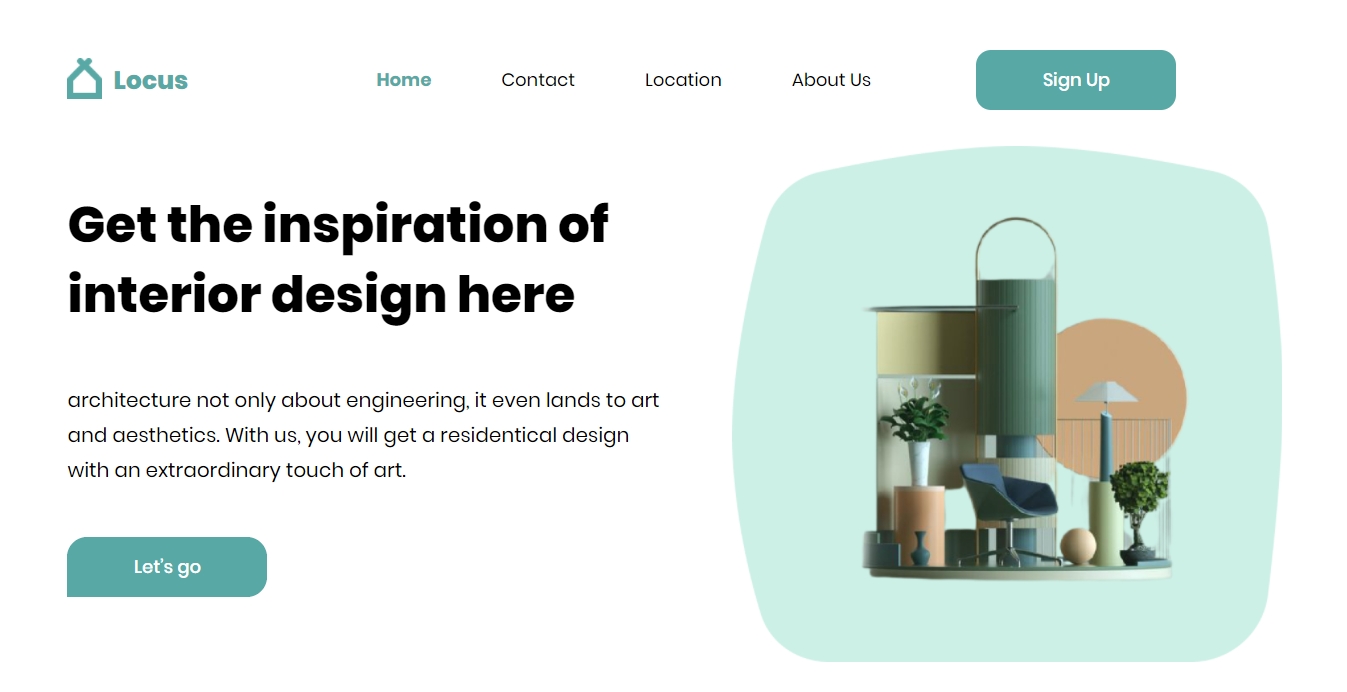 Locus
Home
Contact
Location
About Us
Sign Up
Get the inspiration of
interior design here
architecture not only about engineering, it even lands to art
and aesthetics. With us, you will get a residentical design
with an extraordinary touch of art.
Let's go